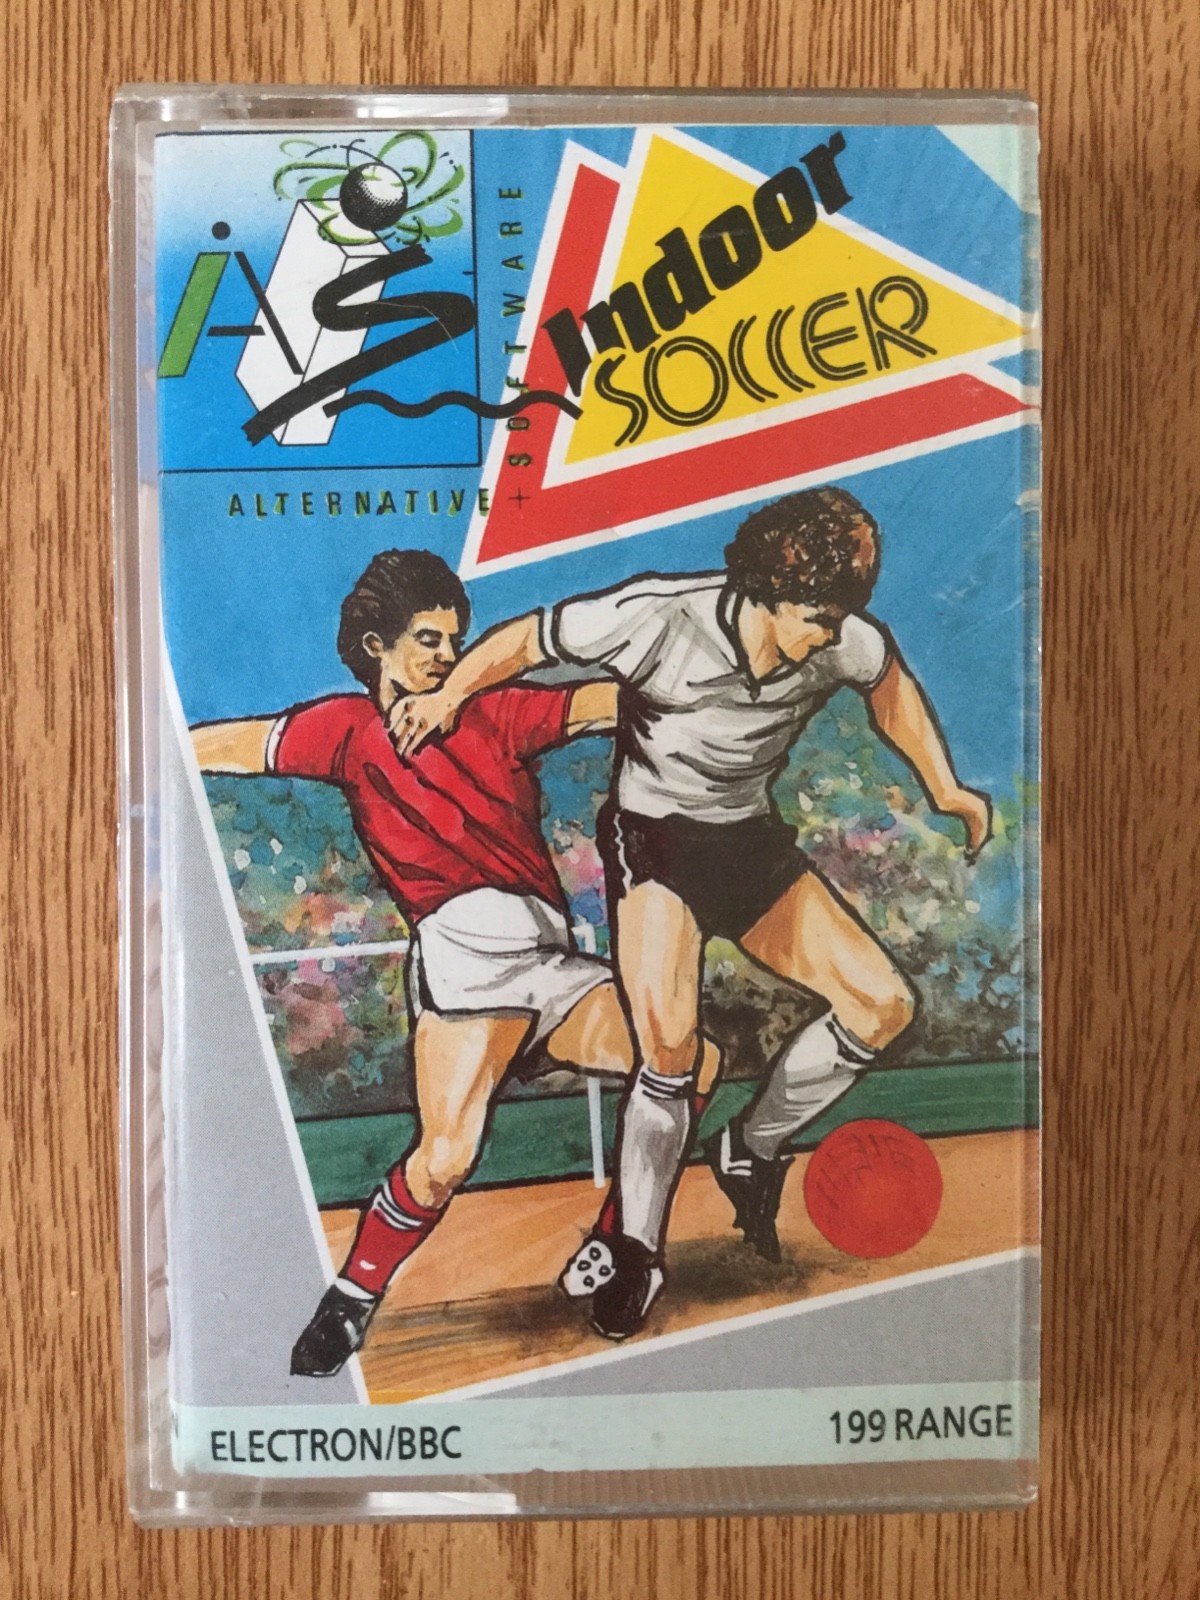 AS
ALTERNATIVE + SOFTWARE
Indoor
SOCCER
ELECTRON/BBC
199 RANGE